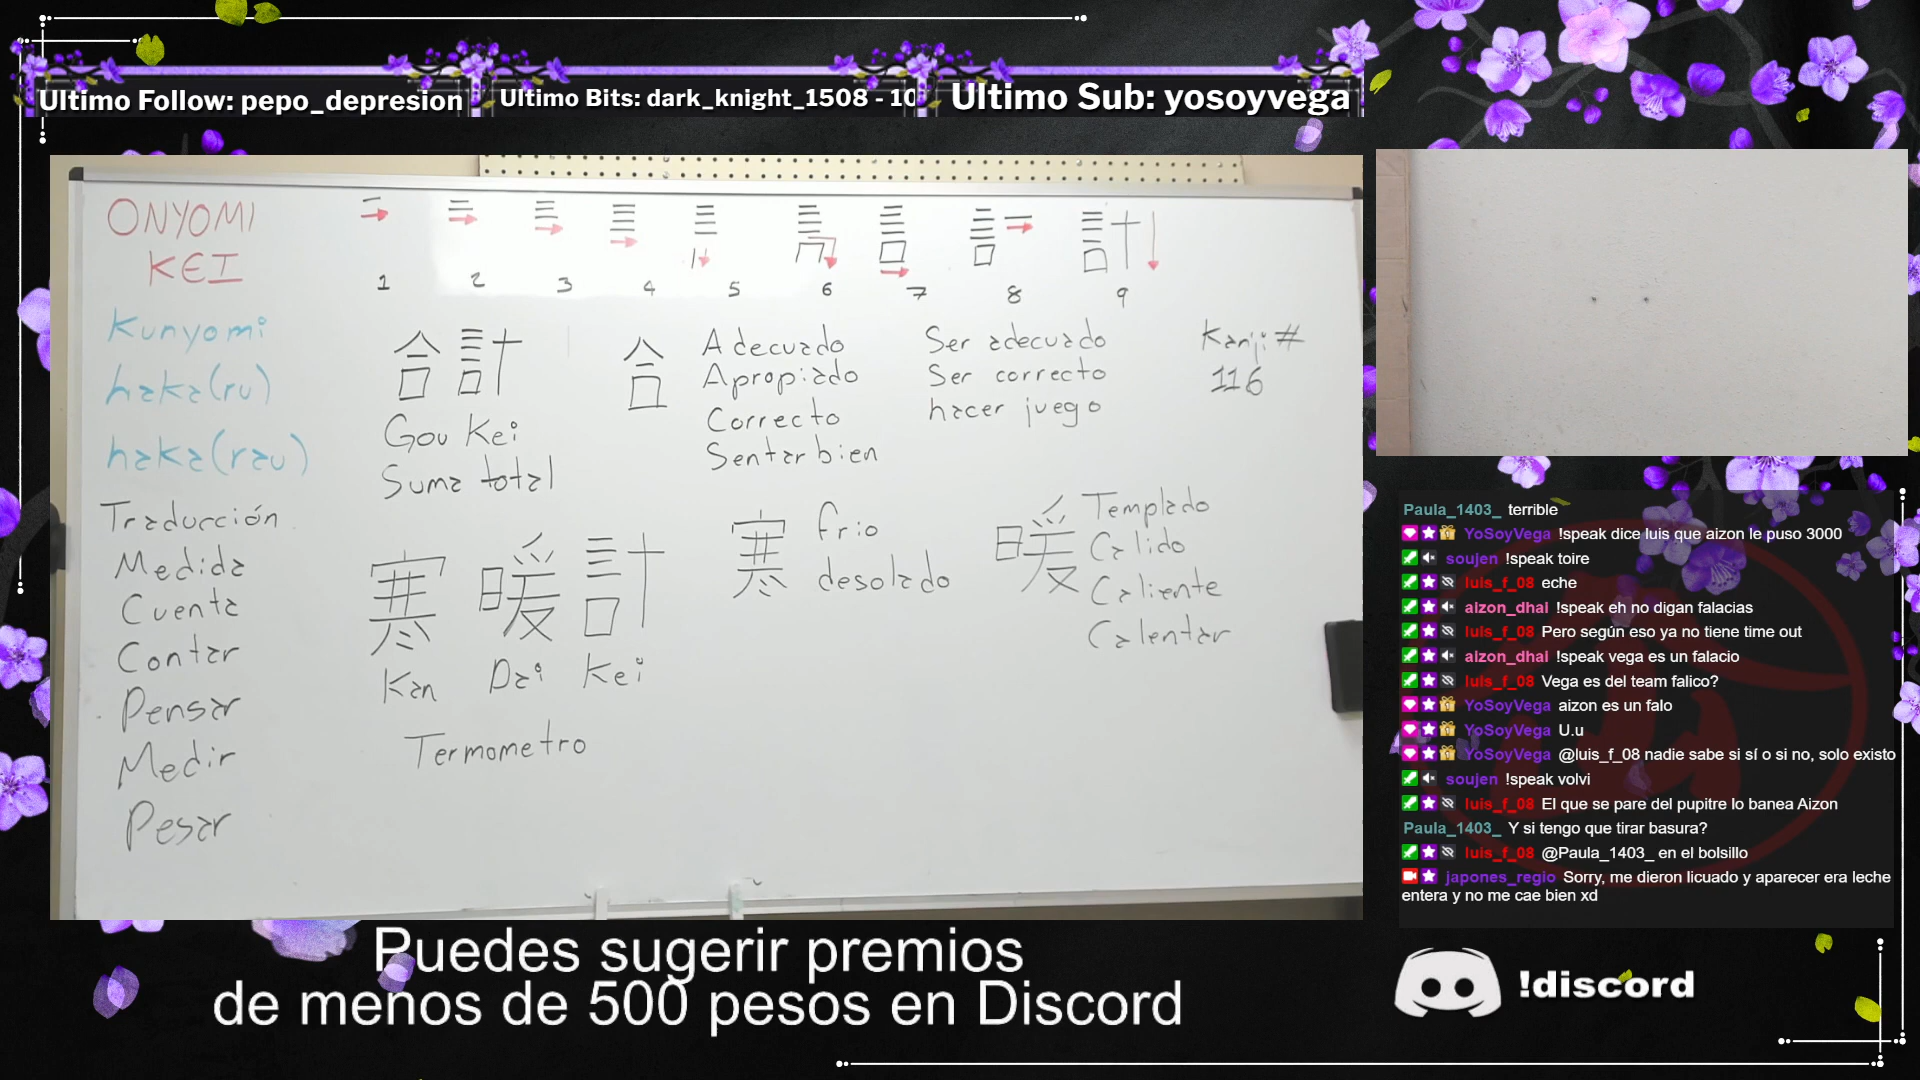 Ultimo Follow: pepo_depresion
Ultimo Bits: dark_knight_1508 - 10
Ultimo Sub: yosoyvega
ONYOMI
KEI
Kunyomi
haka(ru)
haka(rau)
Traducción
Medida
Cuenta
Contar
Pensar
Medir
Pesar
1 2 3 4 5 6 7 8 9
合計
Gou Kei
Suma total
合
Adecuado
Apropiado
Correcto
Sentar bien
Ser adecuado
Ser correcto
hacer juego
Kanji #
116
寒暖計
Kan Dai Kei
Termometro
寒
frio
desolado
暖
Templado
Calido
Caliente
Calentar
Paula_1403_ terrible
YoSoyVega !speak dice luis que aizon le puso 3000
soujen !speak toire
luis_f_08 eche
aizon_dhai !speak eh no digan falacias
luis_f_08 Pero según eso ya no tiene time out
aizon_dhai !speak vega es un falacio
luis_f_08 Vega es del team falico?
YoSoyVega aizon es un falo
YoSoyVega U.u
YoSoyVega @luis_f_08 nadie sabe si sí o si no, solo existo
soujen !speak volvi
luis_f_08 El que se pare del pupitre lo banea Aizon
Paula_1403_ Y si tengo que tirar basura?
luis_f_08 @Paula_1403_ en el bolsillo
japones_regio Sorry, me dieron licuado y aparecer era leche
entera y no me cae bien xd
Puedes sugerir premios
de menos de 500 pesos en Discord
!discord